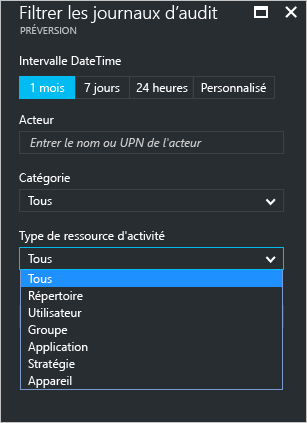 Filtrer les journaux d’audit
PRÉVERSION
Intervalle DateTime
1 mois 7 jours 24 heures Personnalisé
Acteur
Entrer le nom ou UPN de l'acteur
Catégorie
Tous
Type de ressource d'activité
Tous
Tous
Répertoire
Utilisateur
Groupe
Application
Stratégie
Appareil